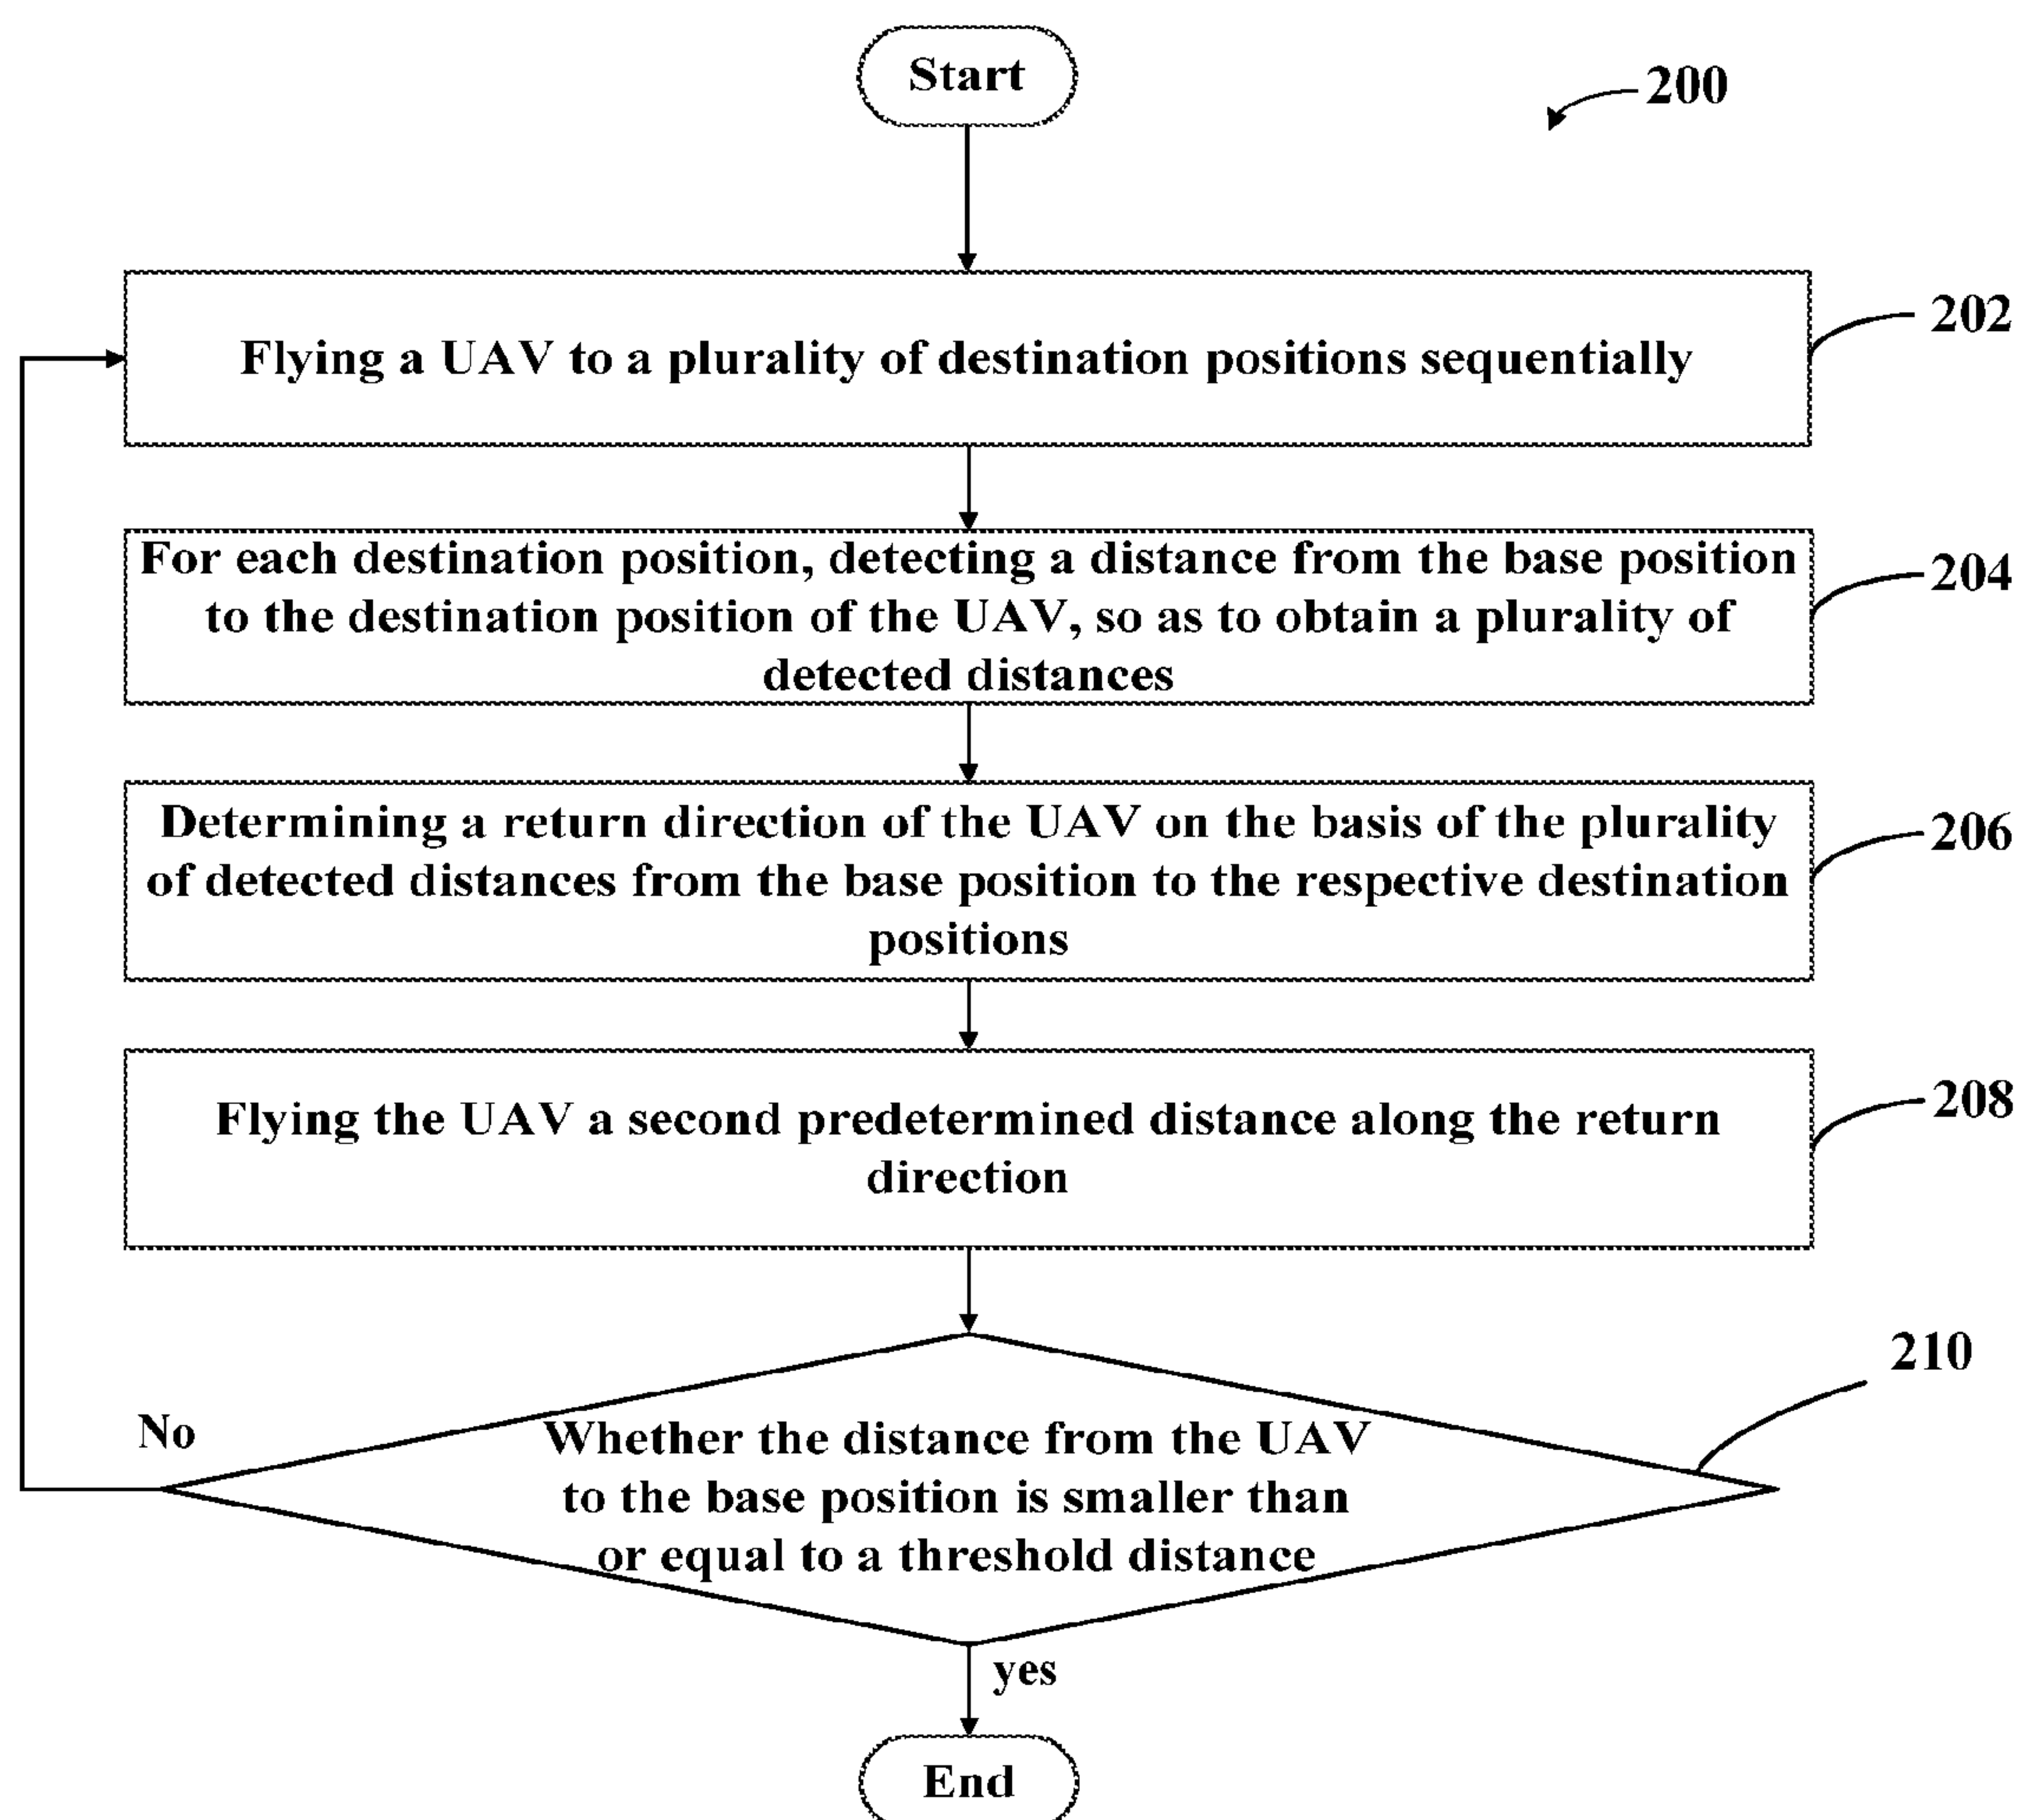 Start
200
Flying a UAV to a plurality of destination positions sequentially
202
For each destination position, detecting a distance from the base position
to the destination position of the UAV, so as to obtain a plurality of
detected distances
204
Determining a return direction of the UAV on the basis of the plurality
of detected distances from the base position to the respective destination
positions
206
Flying the UAV a second predetermined distance along the return
direction
208
210
No
Whether the distance from the UAV
to the base position is smaller than
or equal to a threshold distance
yes
End